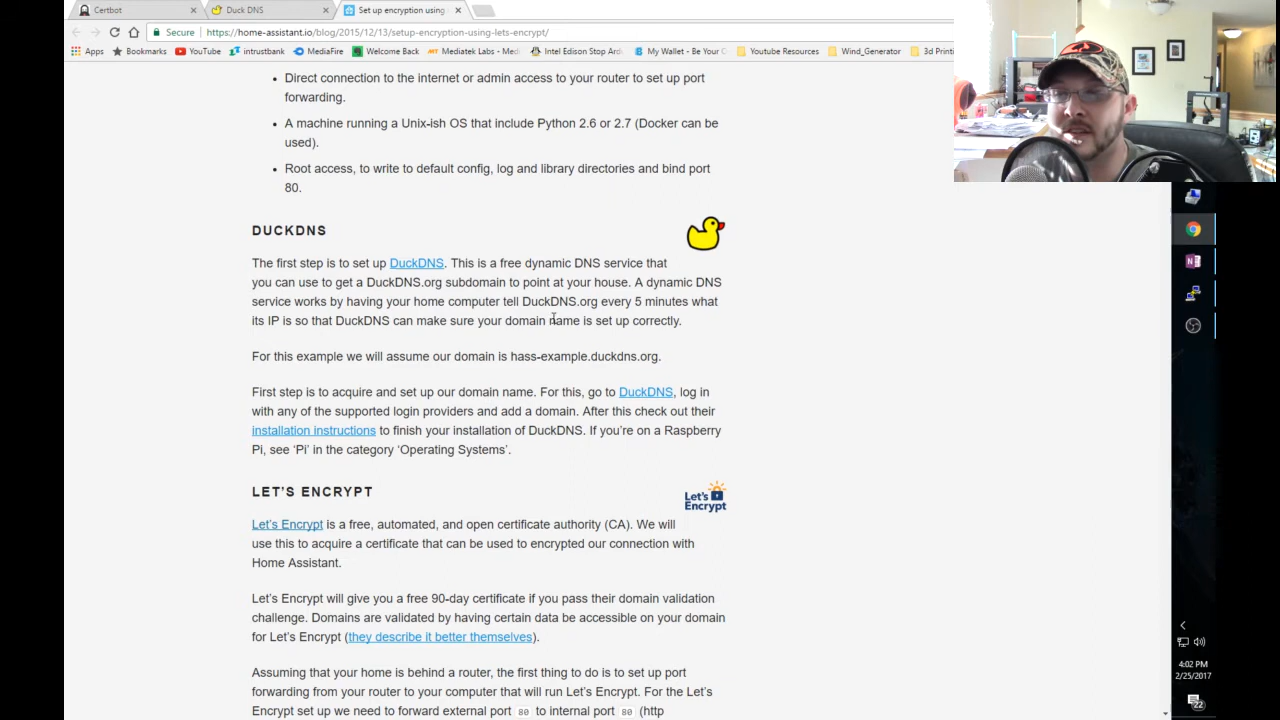 Certbot
Duck DNS
Set up encryption using
Secure
https://home-assistant.io/blog/2015/12/13/setup-encryption-using-lets-encrypt/
Apps
Bookmarks
YouTube
intrustbank
MediaFire
Welcome Back
Mediatek Labs - Med
Intel Edison Stop Ard
My Wallet - Be Your O
Youtube Resources
Wind_Generator
3d Printi
Direct connection to the internet or admin access to your router to set up port
forwarding.
A machine running a Unix-ish OS that include Python 2.6 or 2.7 (Docker can be
used).
Root access, to write to default config, log and library directories and bind port
80.
DUCKDNS
The first step is to set up DuckDNS. This is a free dynamic DNS service that
you can use to get a DuckDNS.org subdomain to point at your house. A dynamic DNS
service works by having your home computer tell DuckDNS.org every 5 minutes what
its IP is so that DuckDNS can make sure your domain name is set up correctly.
For this example we will assume our domain is hass-example.duckdns.org.
First step is to acquire and set up our domain name. For this, go to DuckDNS, log in
with any of the supported login providers and add a domain. After this check out their
installation instructions to finish your installation of DuckDNS. If you're on a Raspberry
Pi, see 'Pi' in the category 'Operating Systems'.
LET'S ENCRYPT
Let's
Encrypt
Let's Encrypt is a free, automated, and open certificate authority (CA). We will
use this to acquire a certificate that can be used to encrypted our connection with
Home Assistant.
Let's Encrypt will give you a free 90-day certificate if you pass their domain validation
challenge. Domains are validated by having certain data be accessible on your domain
for Let's Encrypt (they describe it better themselves).
Assuming that your home is behind a router, the first thing to do is to set up port
forwarding from your router to your computer that will run Let's Encrypt. For the Let's
Encrypt set up we need to forward external port 80 to internal port 80 (http
4:02 PM
2/25/2017
22